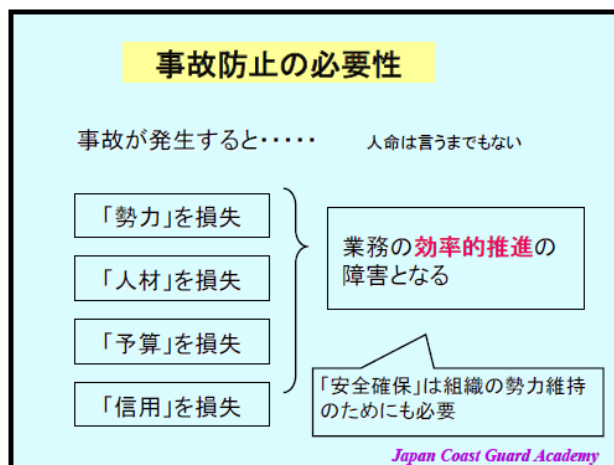 事故防止の必要性
事故が発生すると・・・・・ 人命は言うまでもない
「勢力」を損失
「人材」を損失
「予算」を損失
「信用」を損失
業務の効率的推進の
障害となる
「安全確保」は組織の勢力維持
のためにも必要
Japan Coast Guard Academy